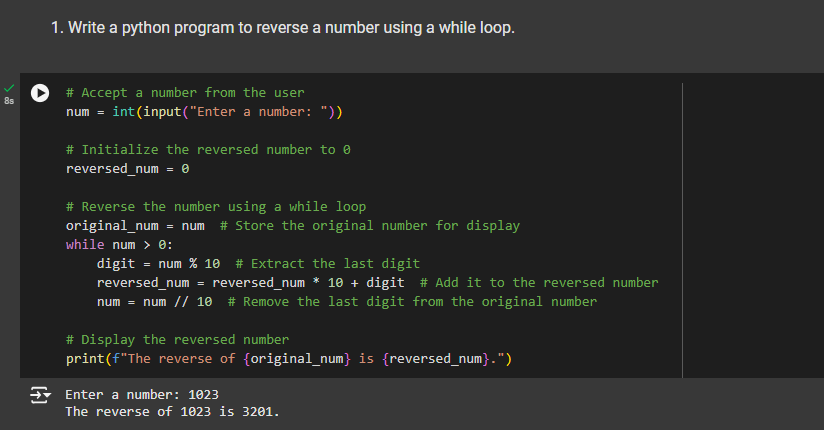 1. Write a python program to reverse a number using a while loop.
8s
# Accept a number from the user
num = int(input("Enter a number: "))
# Initialize the reversed number to 0
reversed_num = 0
# Reverse the number using a while loop
original_num = num  # Store the original number for display
while num > 0:
    digit = num % 10  # Extract the last digit
    reversed_num = reversed_num * 10 + digit  # Add it to the reversed number
    num = num // 10  # Remove the last digit from the original number
# Display the reversed number
print(f"The reverse of {original_num} is {reversed_num}.")
Enter a number: 1023
The reverse of 1023 is 3201.